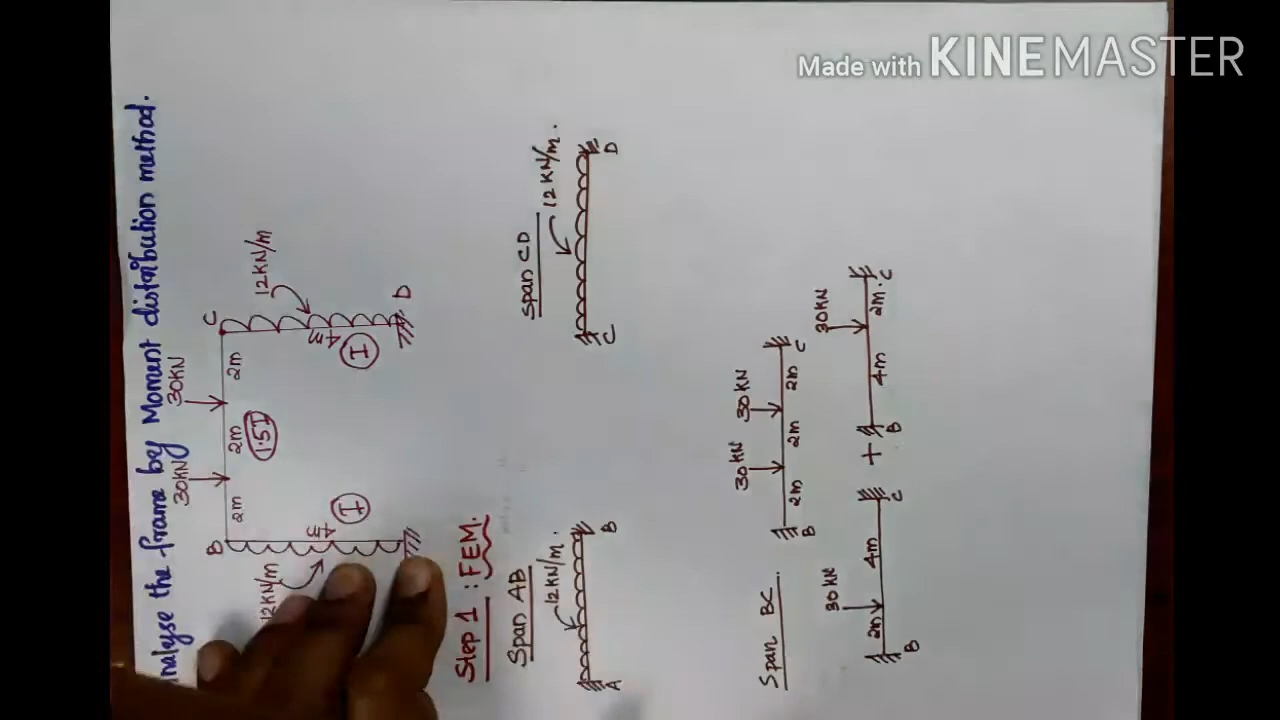 Made with KINEMASTER
nalyse the frame by Moment distribution method.
30KN 30KN
B 2m 2m 2m C
1.5I
12KN/m 4m I
4m I 12KN/m
D
Step 1 : FEM.
Span AB
12KN/m.
A B
Span CD
12KN/m.
C D
Span BC.
30KN 30KN
B 2m 2m 2m C
30KN
B 2m 4m C
+
30KN
B 4m 2m. C